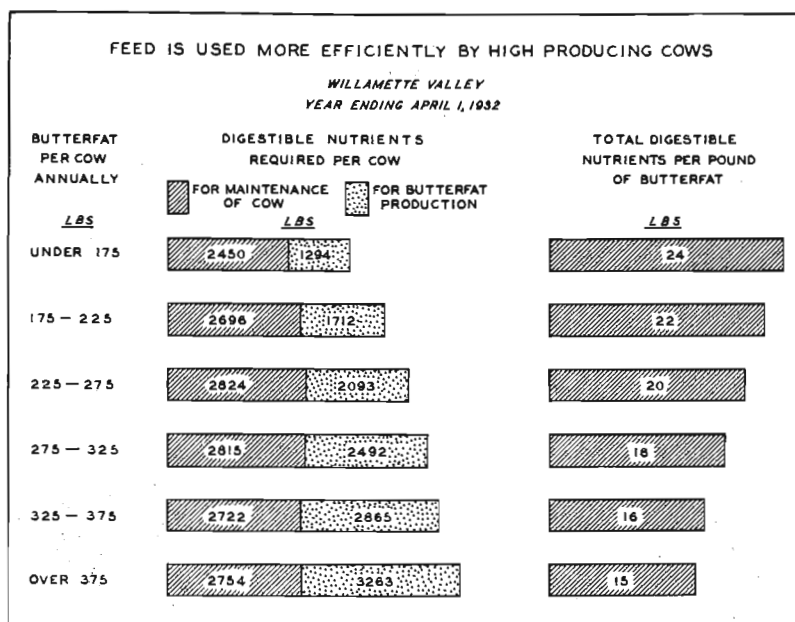 FEED IS USED MORE EFFICIENTLY BY HIGH PRODUCING COWS
WILLAMETTE VALLEY
YEAR ENDING APRIL 1, 1932
BUTTERFAT
PER COW
ANNUALLY
LBS
DIGESTIBLE NUTRIENTS
REQUIRED PER COW
FOR MAINTENANCE
OF COW
FOR BUTTERFAT
PRODUCTION
LBS
TOTAL DIGESTIBLE
NUTRIENTS PER POUND
OF BUTTERFAT
LBS
UNDER 175 2450 1294 24
175 - 225 2696 1712 22
225 - 275 2824 2093 20
275 - 325 2815 2492 18
325 - 375 2722 2865 16
OVER 375 2754 3263 15